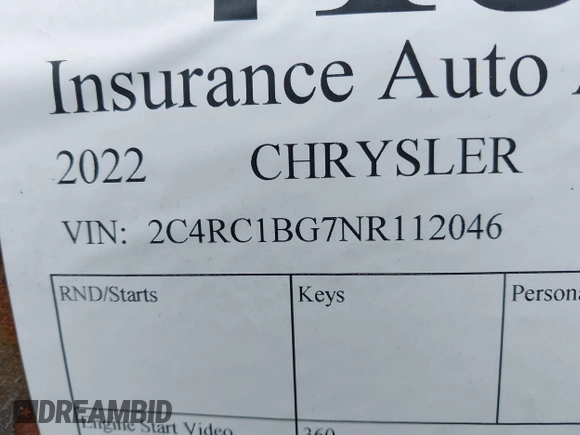 Insurance Auto
2022 CHRYSLER
VIN: 2C4RC1BG7NR112046
RND/Starts Keys Persona
Engine Start Video 360
DREAMBID